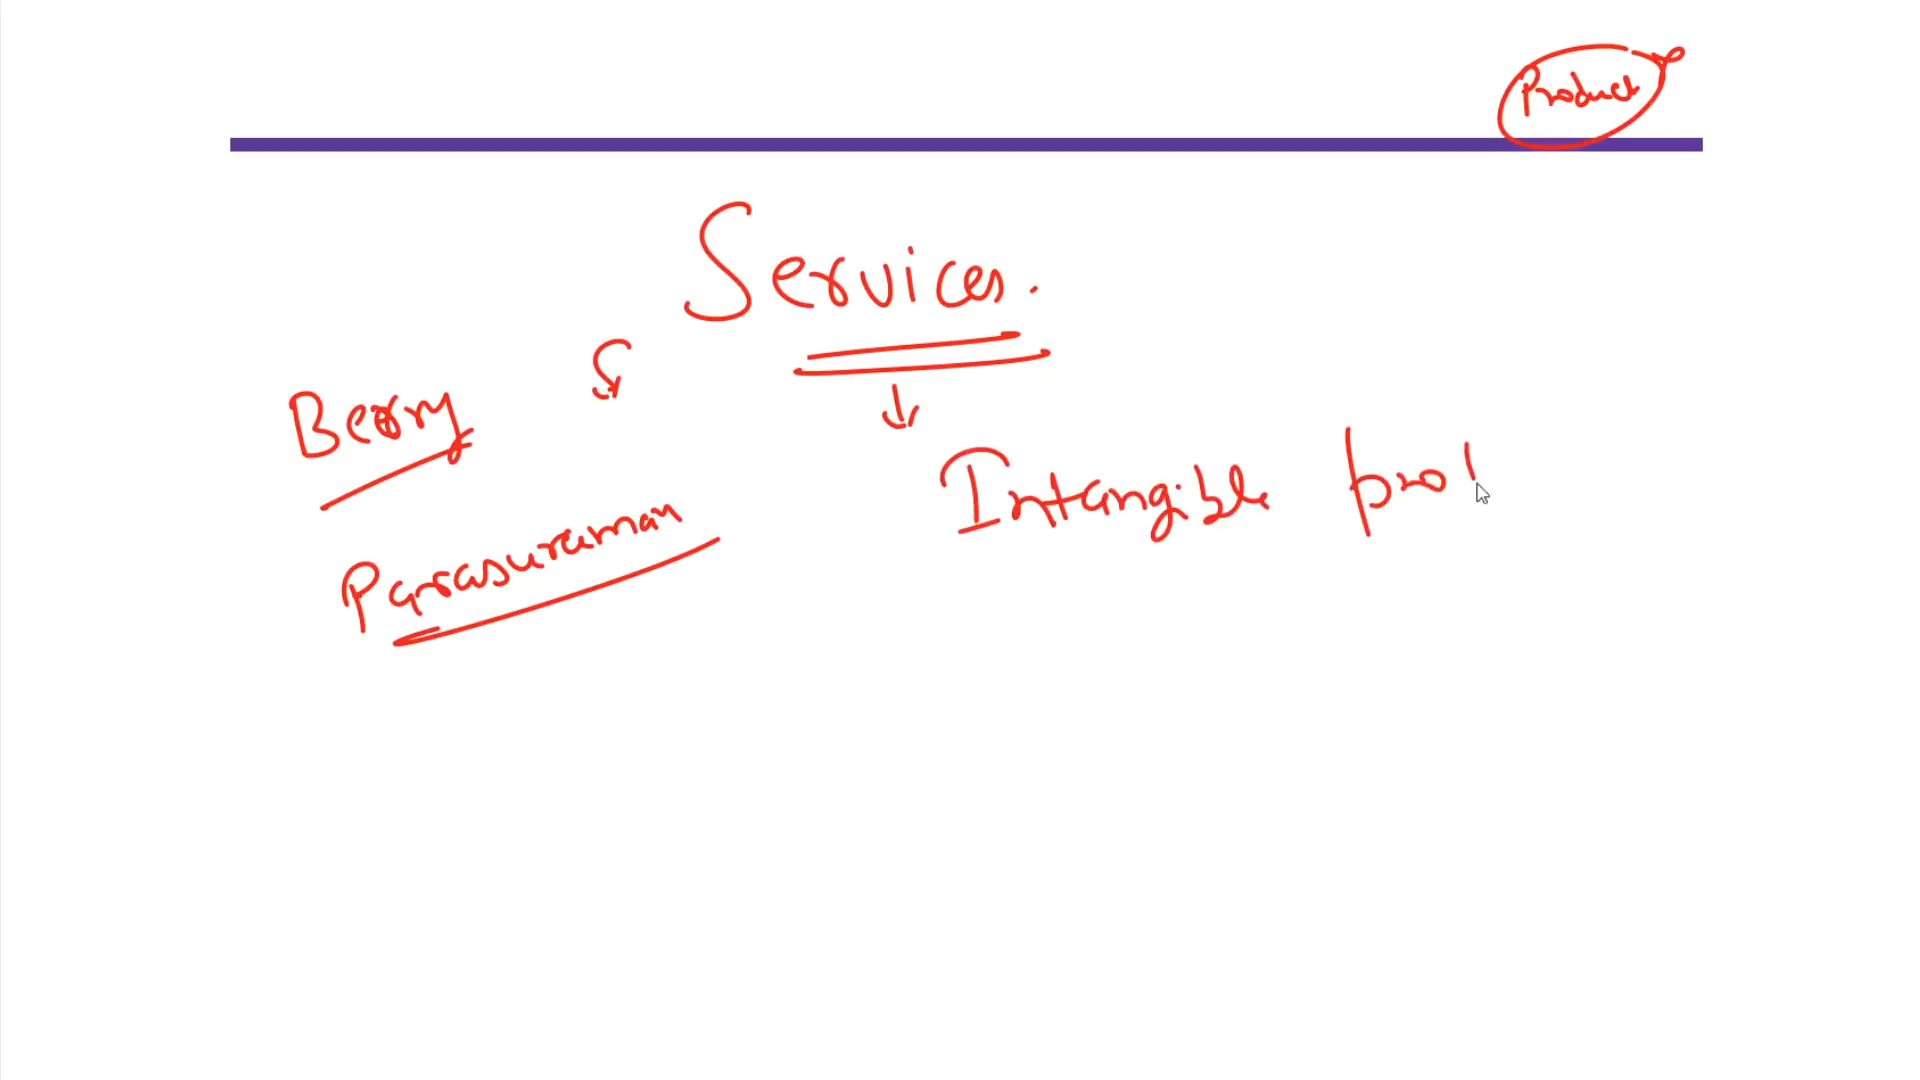 Product
Services.
Berry
Intangible pro
Parasuraman